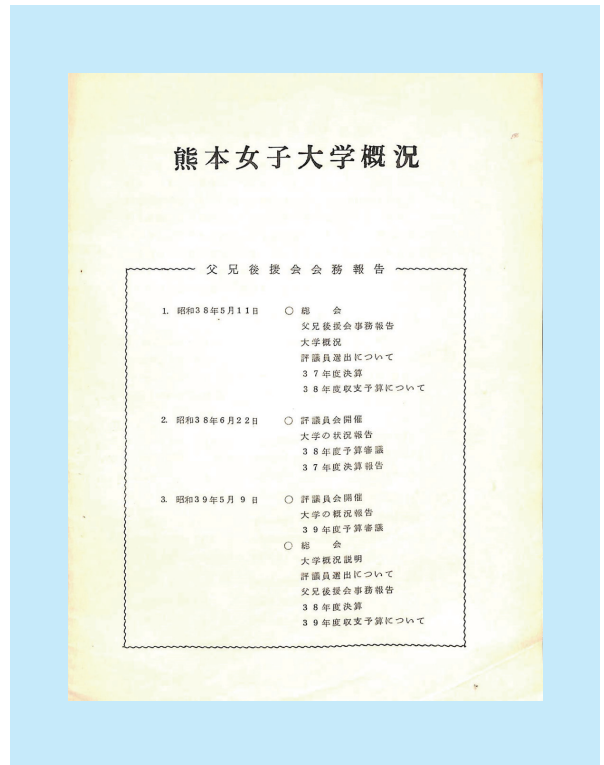 熊本女子大学概況
父兄後援会会務報告
1. 昭和38年5月11日 ○ 総 会
父兄後援会事務報告
大学概況
評議員選出について
37年度決算
38年度収支予算について
2. 昭和38年6月22日 ○ 評議員会開催
大学の状況報告
38年度予算審議
37年度決算報告
3. 昭和39年5月9日 ○ 評議員会開催
大学の概況報告
39年度予算審議
○ 総 会
大学概況説明
評議員選出について
父兄後援会事務報告
38年度決算
39年度収支予算について